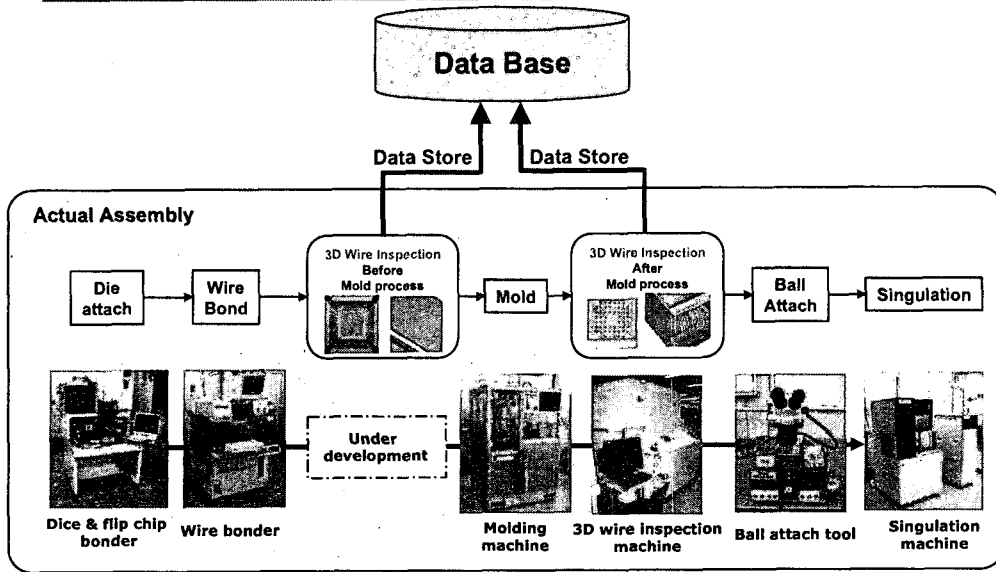 Data Base
Data Store
Data Store
Actual Assembly
Die
attach
Wire
Bond
3D Wire Inspection
Before
Mold process
Mold
3D Wire Inspection
After
Mold process
Ball
Attach
Singulation
Under
development
Dice & flip chip
bonder
Wire bonder
Molding
machine
3D wire inspection
machine
Ball attach tool
Singulation
machine